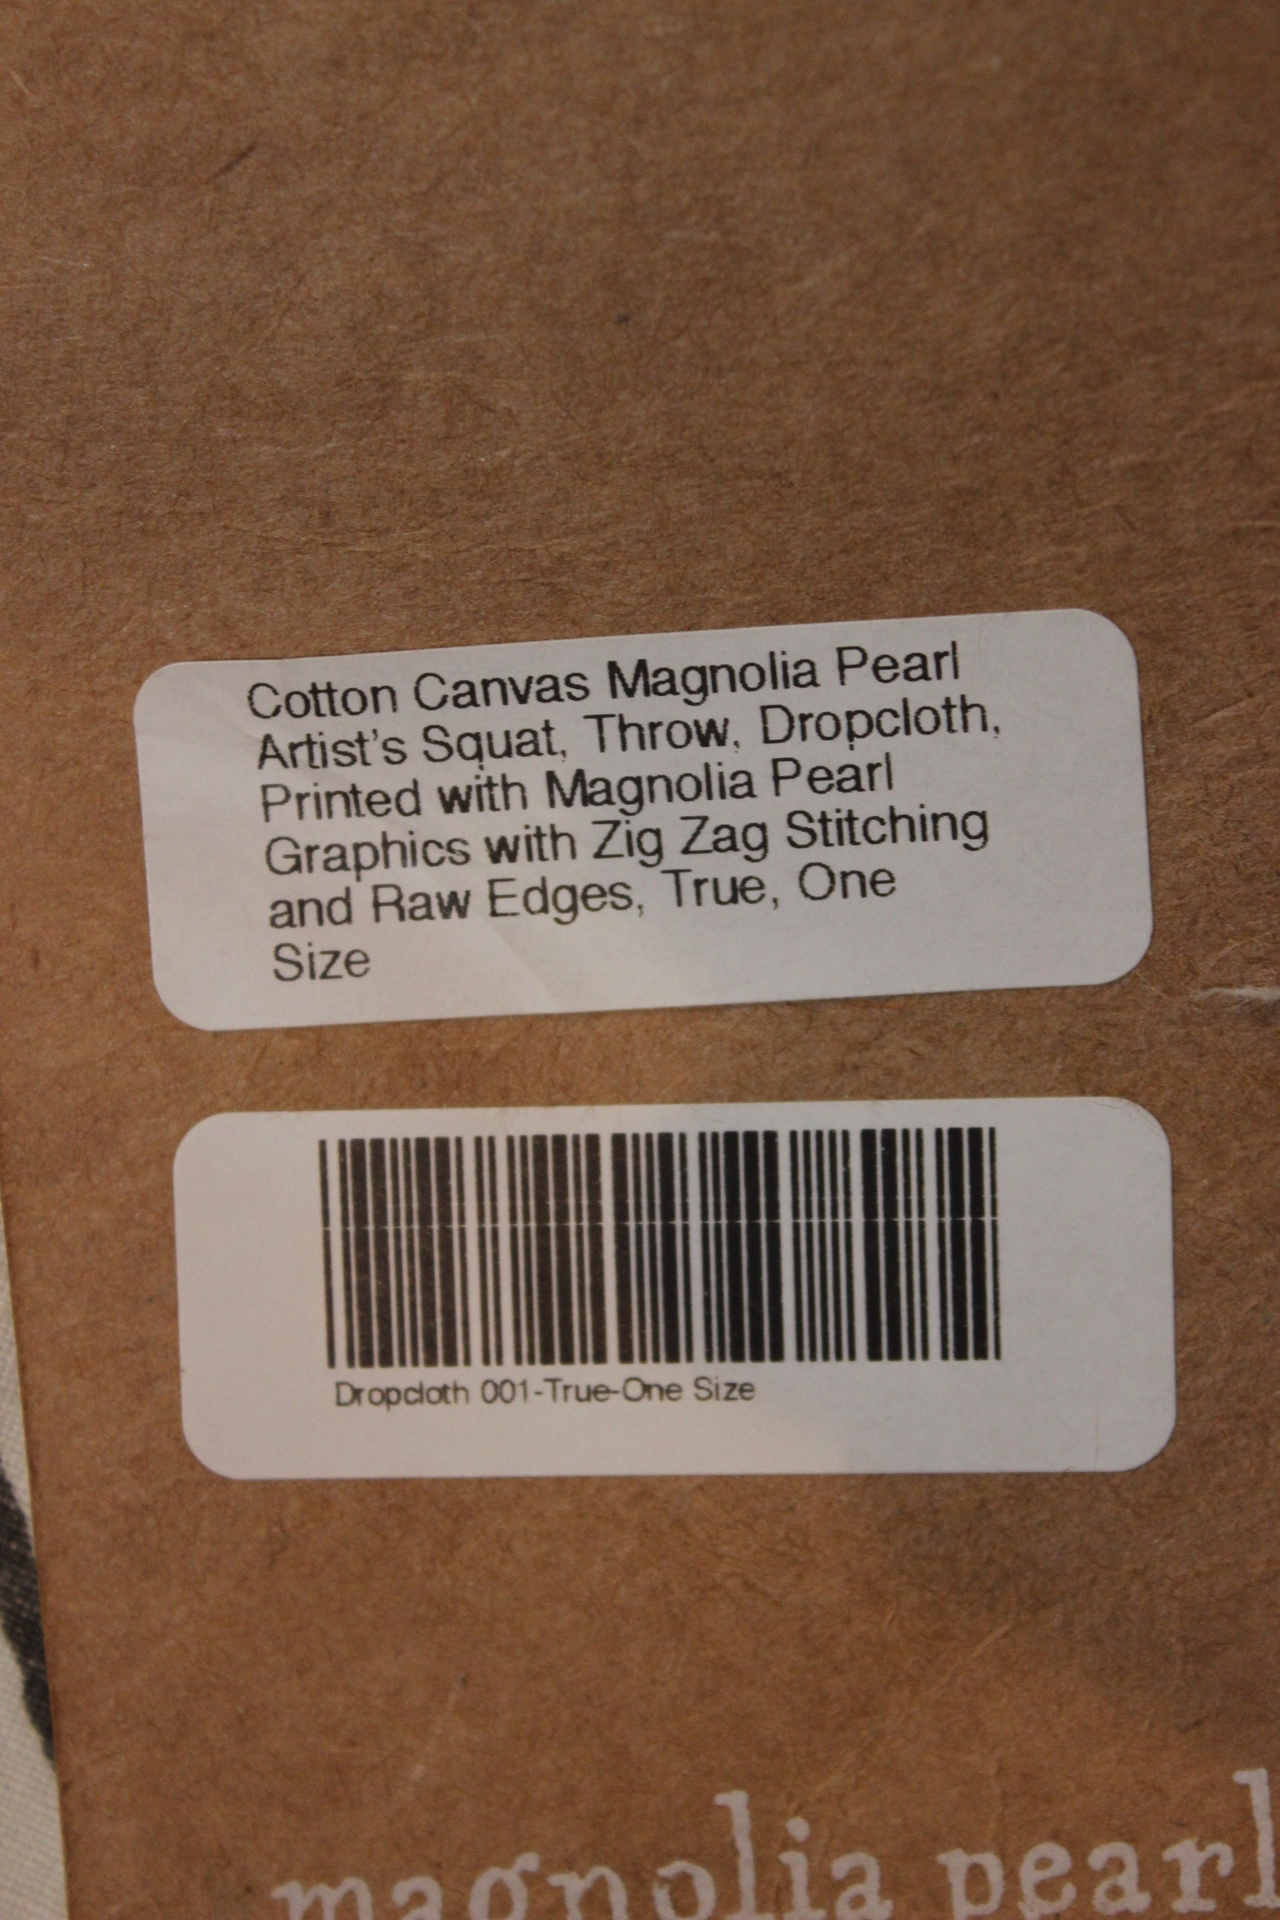 Cotton Canvas Magnolia Pearl
Artist's Squat, Throw, Dropcloth,
Printed with Magnolia Pearl
Graphics with Zig Zag Stitching
and Raw Edges, True, One
Size
Dropcloth 001-True-One Size
magnolia pearl